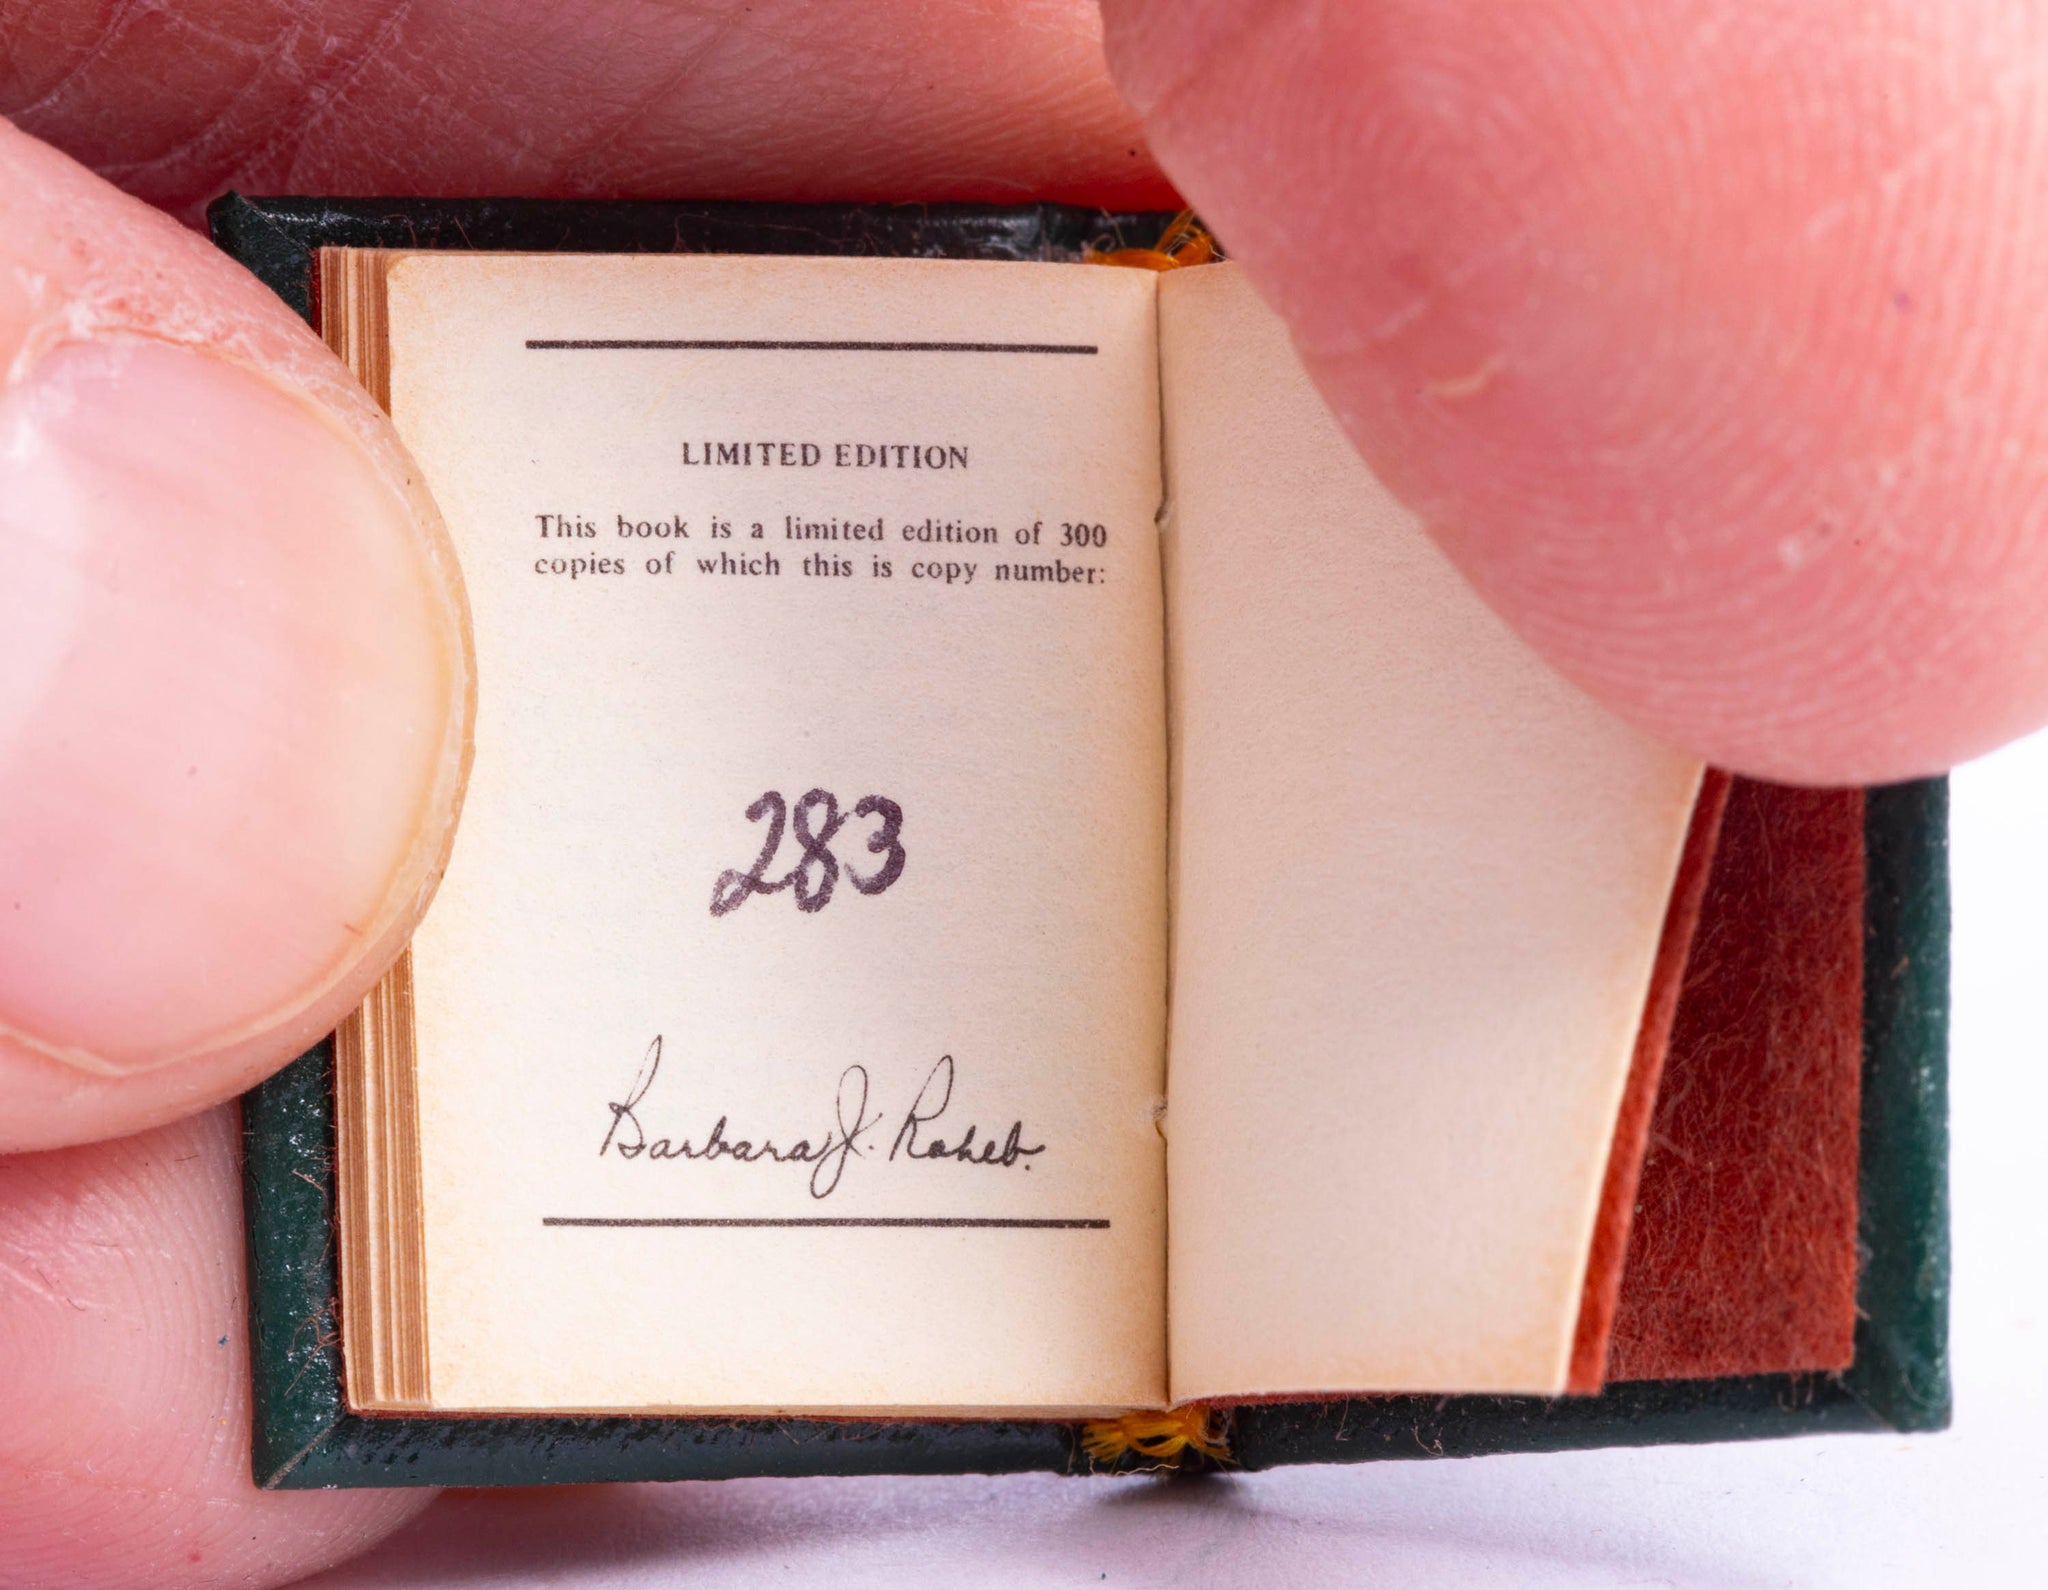 LIMITED EDITION
This book is a limited edition of 300
copies of which this is copy number:
283
Barbara J. Raheb.